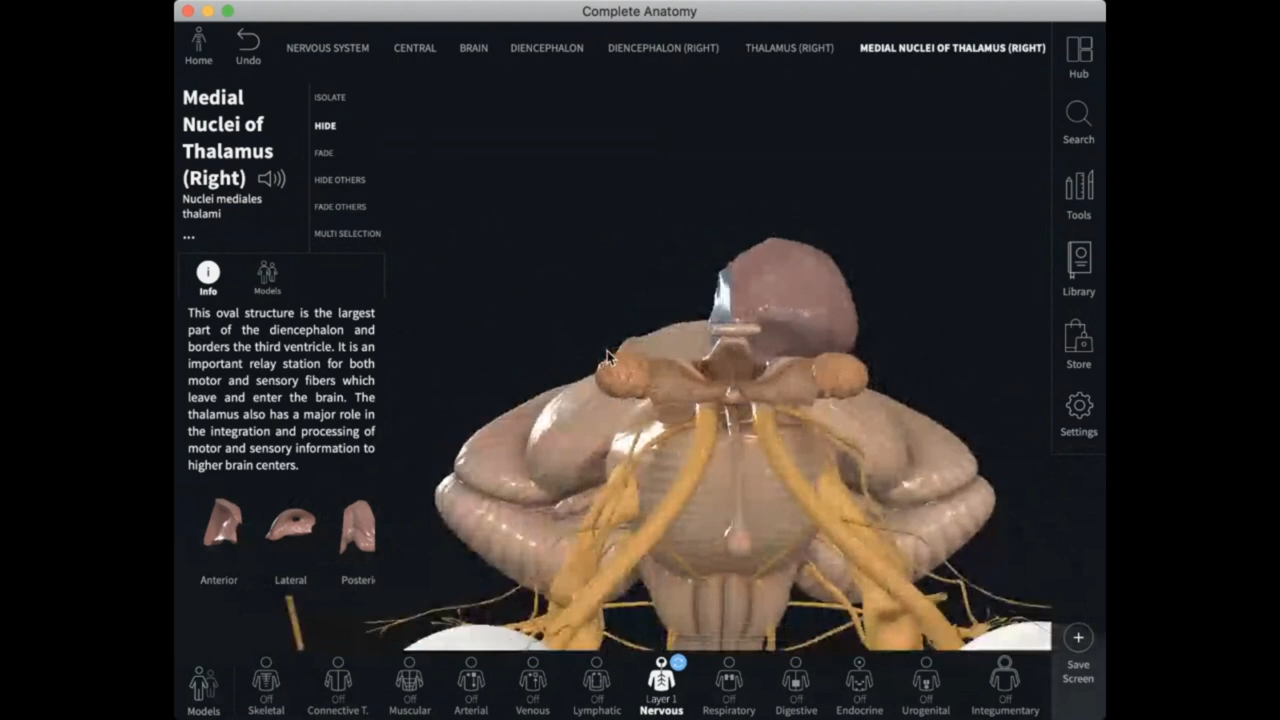 Complete Anatomy
Home
Undo
NERVOUS SYSTEM
CENTRAL
BRAIN
DIENCEPHALON
DIENCEPHALON (RIGHT)
THALAMUS (RIGHT)
MEDIAL NUCLEI OF THALAMUS (RIGHT)
Medial
Nuclei of
Thalamus
(Right)
Nuclei mediales
thalami
...
ISOLATE
HIDE
FADE
HIDE OTHERS
FADE OTHERS
MULTI SELECTION
i
Info
Models
This oval structure is the largest
part of the diencephalon and
borders the third ventricle. It is an
important relay station for both
motor and sensory fibers which
leave and enter the brain. The
thalamus also has a major role in
the integration and processing of
motor and sensory information to
higher brain centers.
Anterior
Lateral
Posteri
Hub
Search
Tools
Library
Store
Settings
+
Save
Screen
Models
Off
Skeletal
Off
Connective T.
Off
Muscular
Off
Arterial
Off
Venous
Off
Lymphatic
Layer 1
Nervous
Off
Respiratory
Off
Digestive
Off
Endocrine
Off
Urogenital
Off
Integumentary